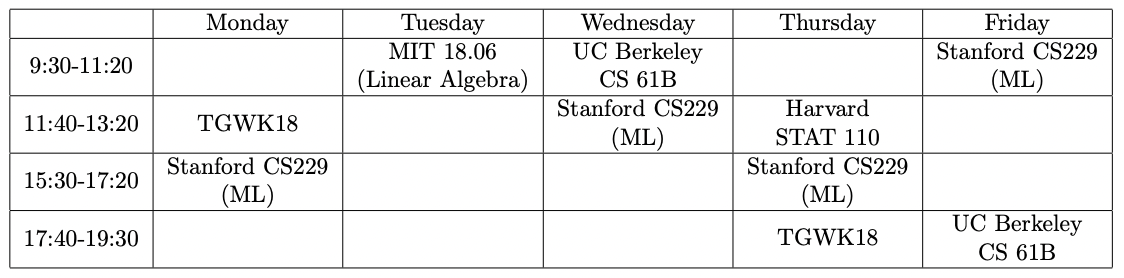 Monday Tuesday Wednesday Thursday Friday
9:30-11:20 MIT 18.06 (Linear Algebra) UC Berkeley CS 61B Stanford CS229 (ML)
11:40-13:20 TGWK18 Stanford CS229 (ML) Harvard STAT 110
15:30-17:20 Stanford CS229 (ML) Stanford CS229 (ML)
17:40-19:30 TGWK18 UC Berkeley CS 61B